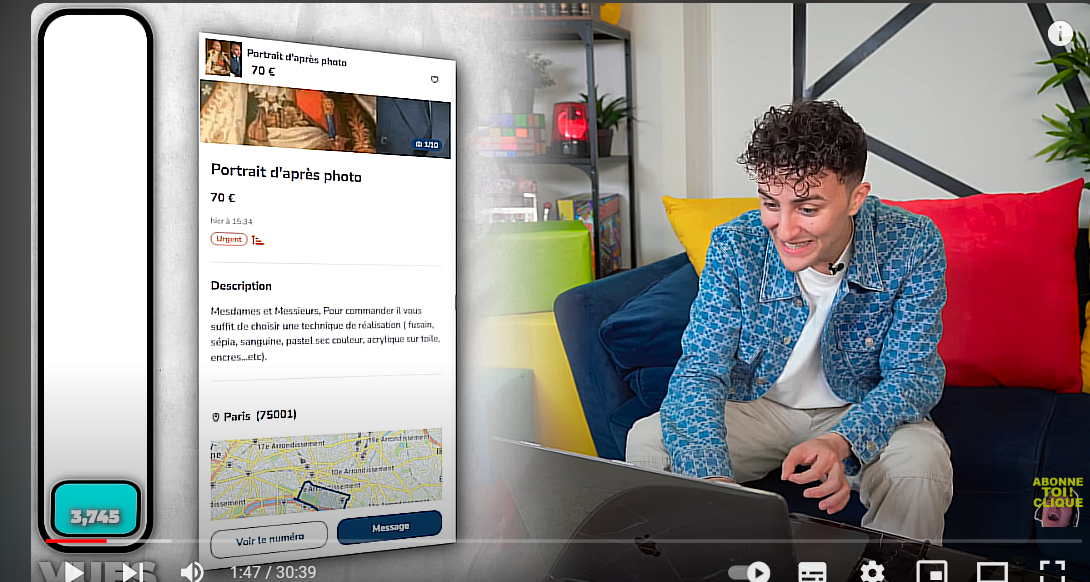 Portrait d'après photo
70 €
1/10
Portrait d'après photo
70 €
hier à 15:34
Urgent
Description
Mesdames et Messieurs, Pour commander il vous
suffit de choisir une technique de réalisation ( fusain,
sépia, sanguine, pastel sec couleur, acrylique sur toile,
encres...etc).
Paris (75001)
17e Arrondissement
19e Arrondissement
10e Arrondissement
Voir le numéro
Message
3,745
VUES
ABONNE
TOI !
CLIQUE
1:47 / 30:39